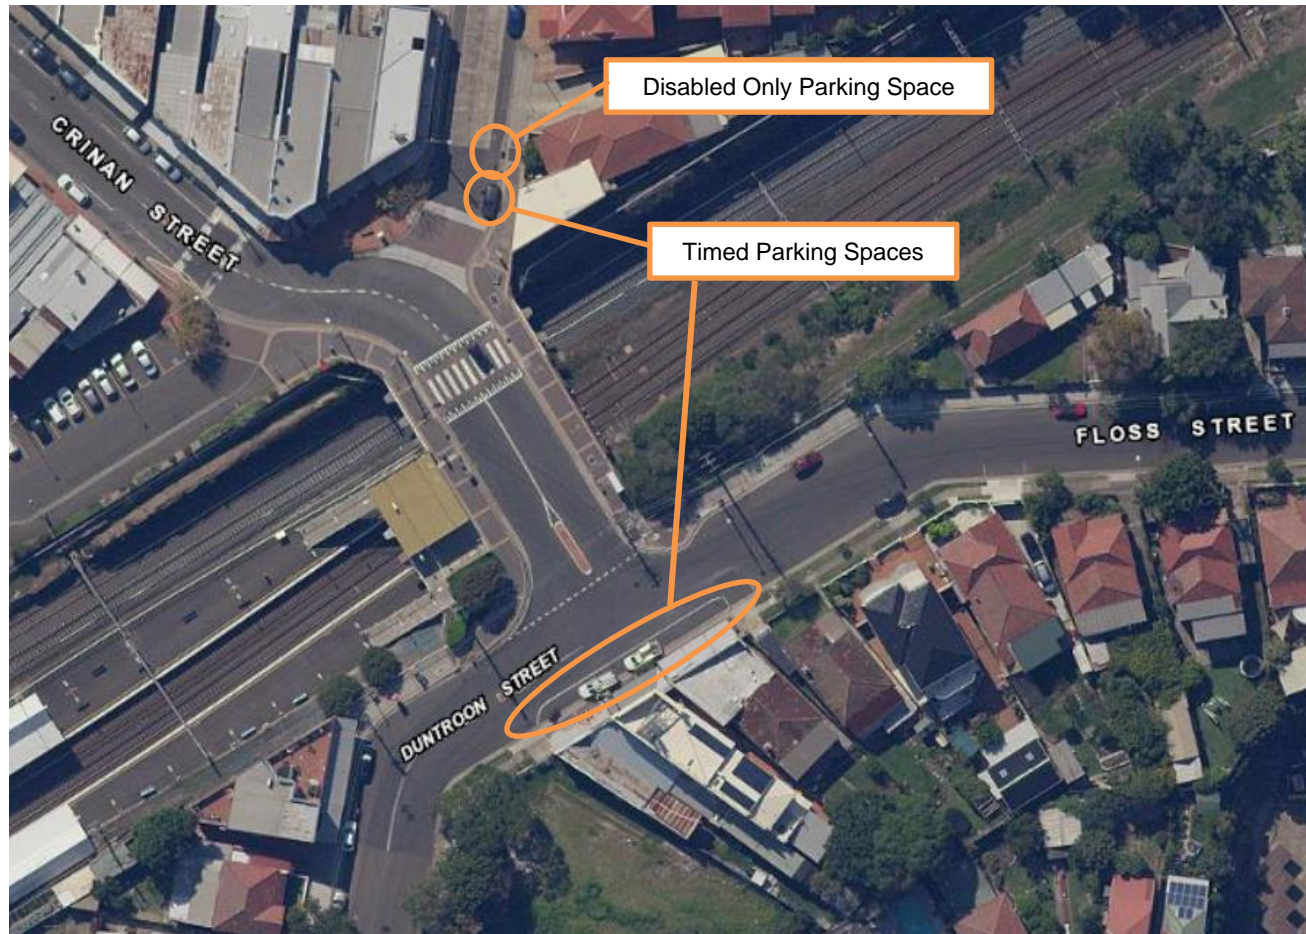 Disabled Only Parking Space
CRINAN STREET
Timed Parking Spaces
FLOSS STREET
DUNTROON STREET